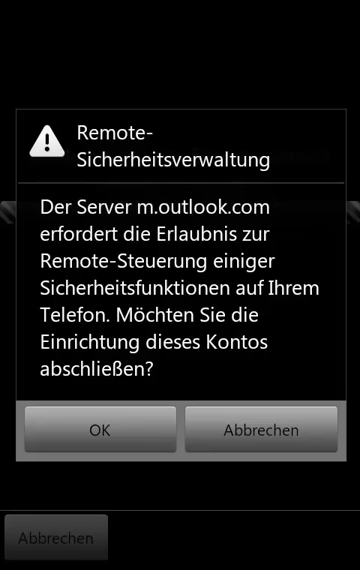 Remote-
Sicherheitsverwaltung
Der Server m.outlook.com
erfordert die Erlaubnis zur
Remote-Steuerung einiger
Sicherheitsfunktionen auf Ihrem
Telefon. Möchten Sie die
Einrichtung dieses Kontos
abschließen?
OK Abbrechen
Abbrechen